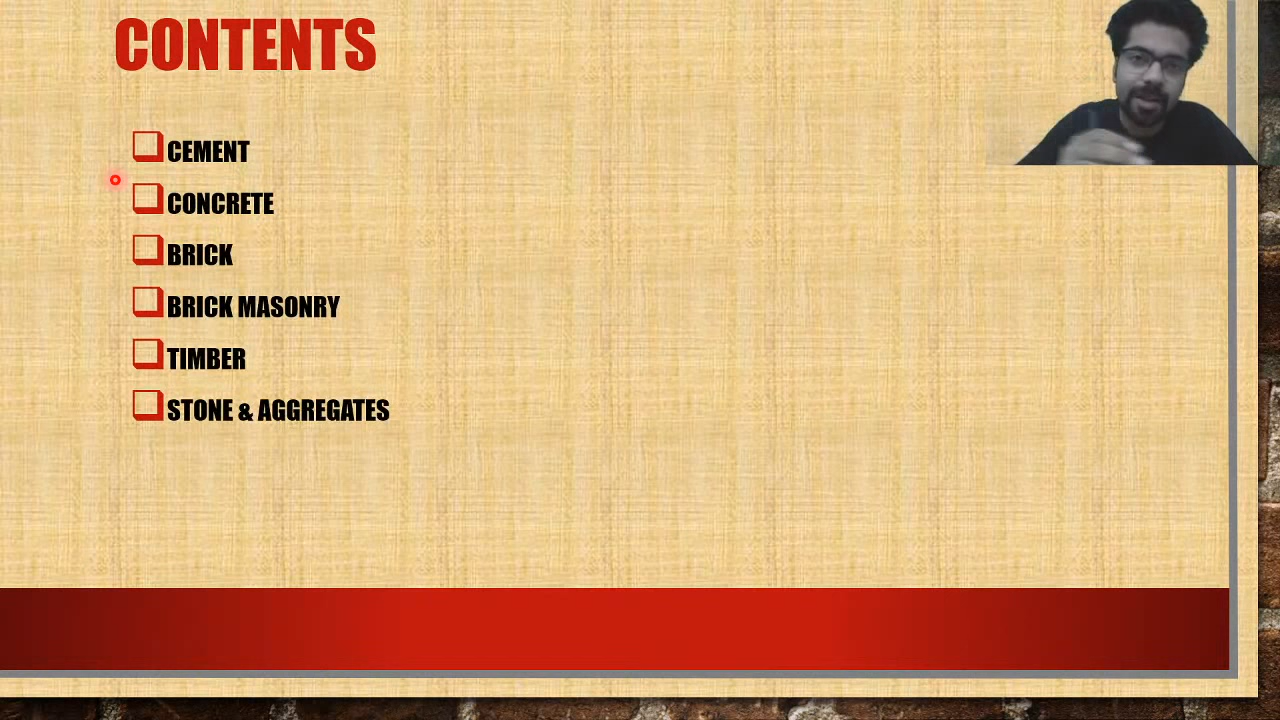 CONTENTS
CEMENT
CONCRETE
BRICK
BRICK MASONRY
TIMBER
STONE & AGGREGATES